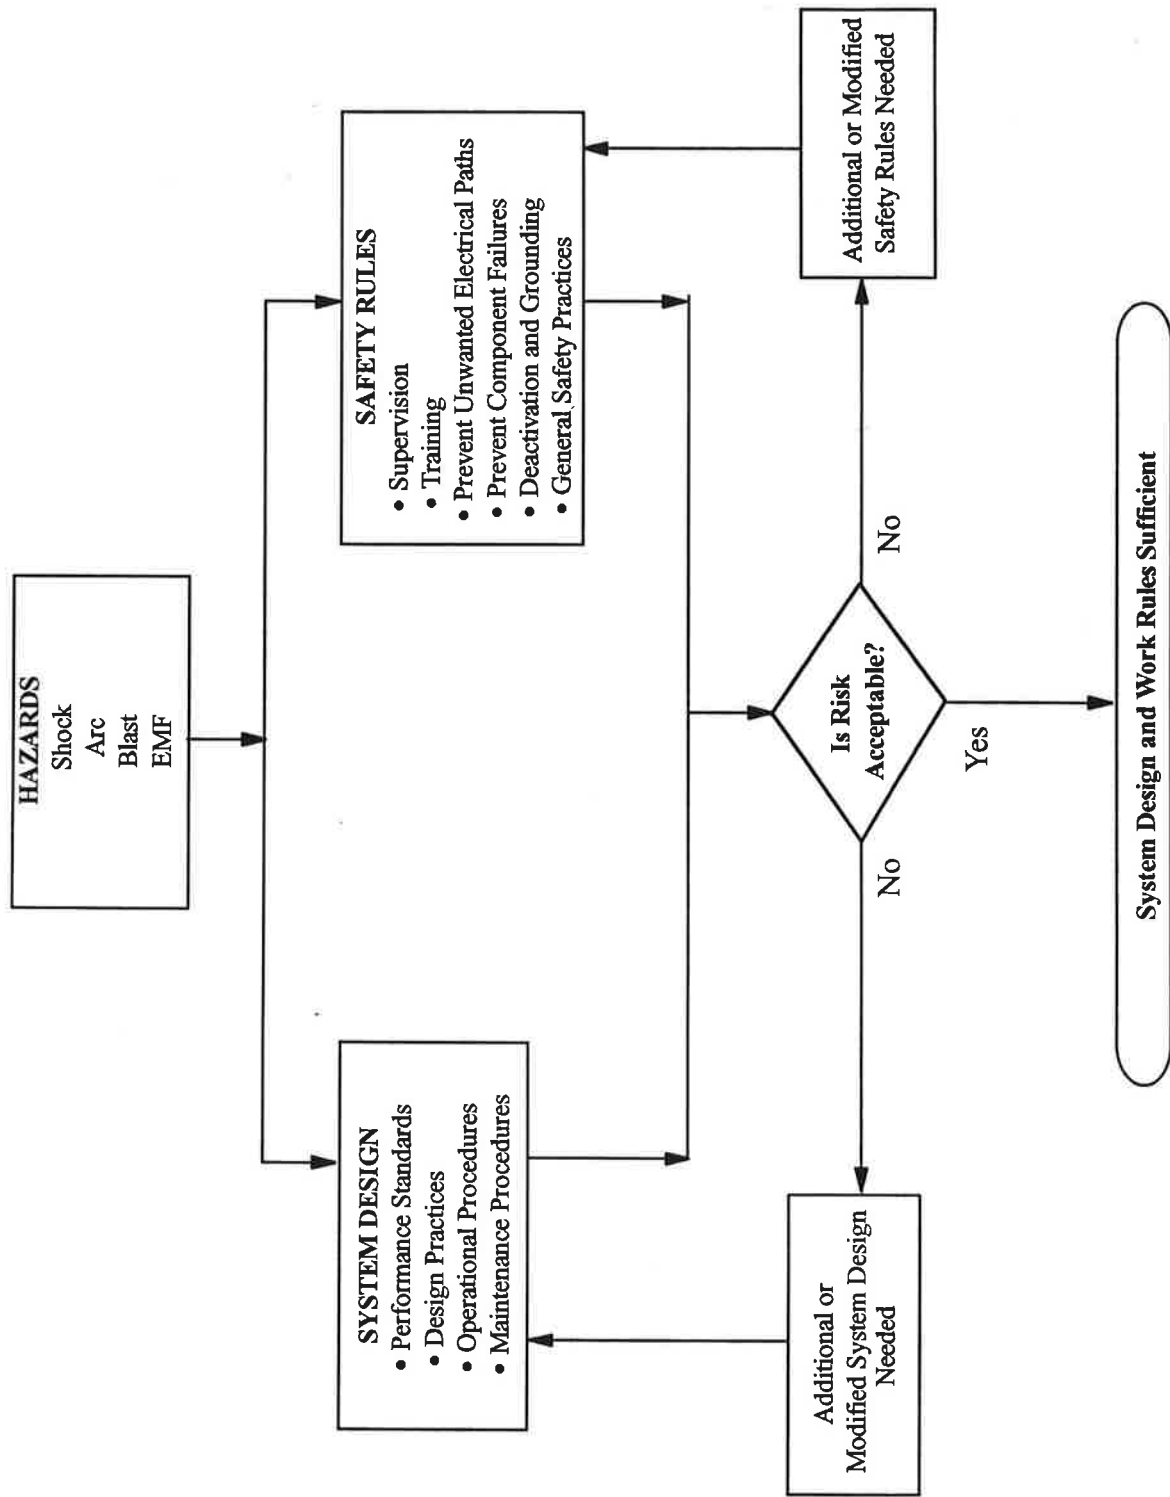 HAZARDS
Shock
Arc
Blast
EMF
SYSTEM DESIGN
• Performance Standards
• Design Practices
• Operational Procedures
• Maintenance Procedures
SAFETY RULES
• Supervision
• Training
• Prevent Unwanted Electrical Paths
• Prevent Component Failures
• Deactivation and Grounding
• General Safety Practices
Is Risk
Acceptable?
No
No
Yes
Additional or
Modified System Design
Needed
Additional or Modified
Safety Rules Needed
System Design and Work Rules Sufficient